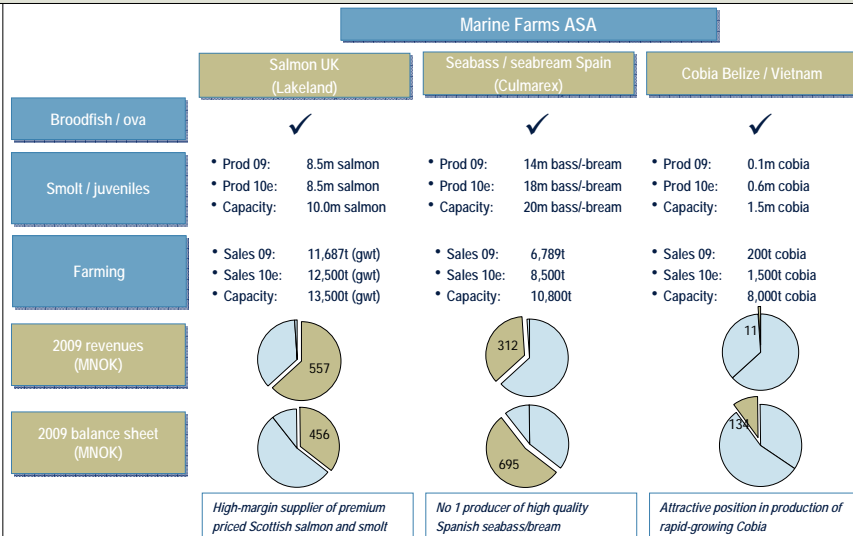 Marine Farms ASA
Salmon UK
(Lakeland)
Seabass / seabream Spain
(Culmarex)
Cobia Belize / Vietnam
Broodfish / ova
✓
✓
✓
Smolt / juveniles
• Prod 09: 8.5m salmon
• Prod 10e: 8.5m salmon
• Capacity: 10.0m salmon
• Prod 09: 14m bass/-bream
• Prod 10e: 18m bass/-bream
• Capacity: 20m bass/-bream
• Prod 09: 0.1m cobia
• Prod 10e: 0.6m cobia
• Capacity: 1.5m cobia
Farming
• Sales 09: 11,687t (gwt)
• Sales 10e: 12,500t (gwt)
• Capacity: 13,500t (gwt)
• Sales 09: 6,789t
• Sales 10e: 8,500t
• Capacity: 10,800t
• Sales 09: 200t cobia
• Sales 10e: 1,500t cobia
• Capacity: 8,000t cobia
2009 revenues
(MNOK)
557
312
11
2009 balance sheet
(MNOK)
456
695
134
High-margin supplier of premium
priced Scottish salmon and smolt
No 1 producer of high quality
Spanish seabass/bream
Attractive position in production of
rapid-growing Cobia